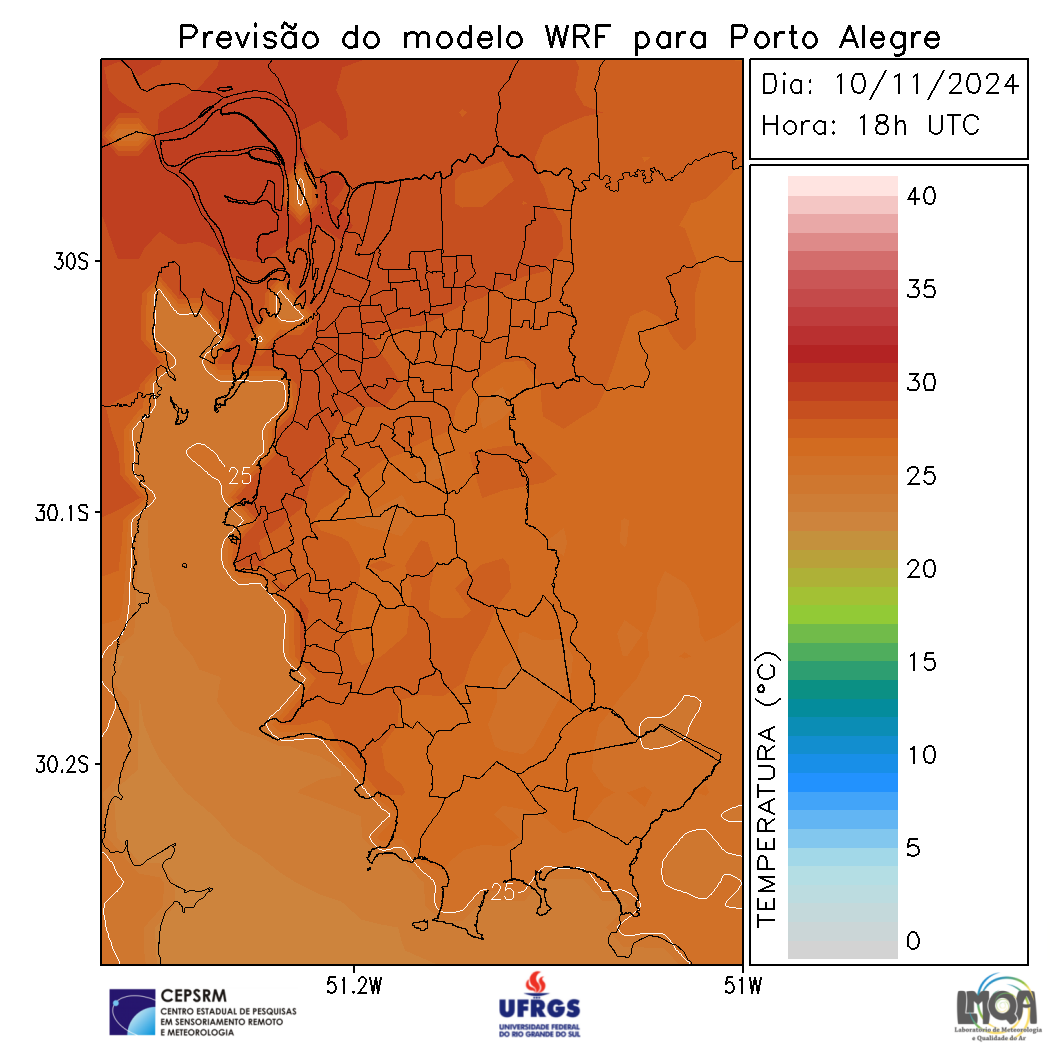 Previsão do modelo WRF para Porto Alegre
Dia: 10/11/2024
Hora: 18h UTC
30S
30.1S
30.2S
51.2W
51W
25
25
2
TEMPERATURA (°C)
40
35
30
25
20
15
10
5
0
CEPSRM
CENTRO ESTADUAL DE PESQUISAS
EM SENSORIAMENTO REMOTO
E METEOROLOGIA
UFRGS
UNIVERSIDADE FEDERAL
DO RIO GRANDE DO SUL
LMQA
Laboratório de Meteorologia
e Qualidade do Ar